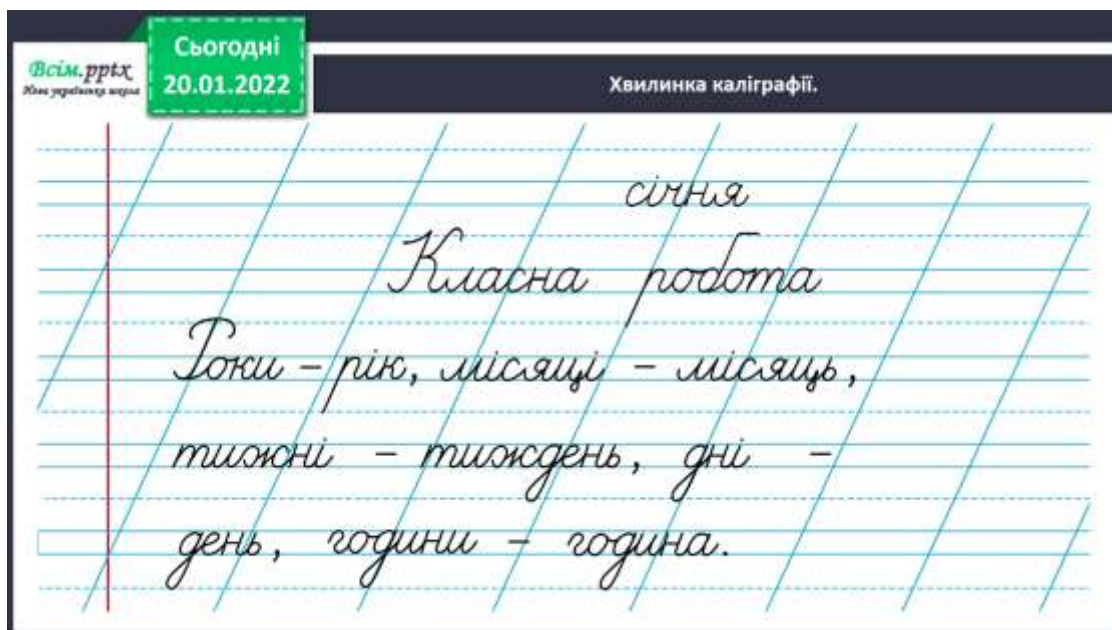 Всім.pptx
Нова українська школа
Сьогодні
20.01.2022
Хвилинка каліграфії.
січня
Класна робота
Роки – рік, місяці – місяць,
тижні – тиждень, дні –
день, години – година.